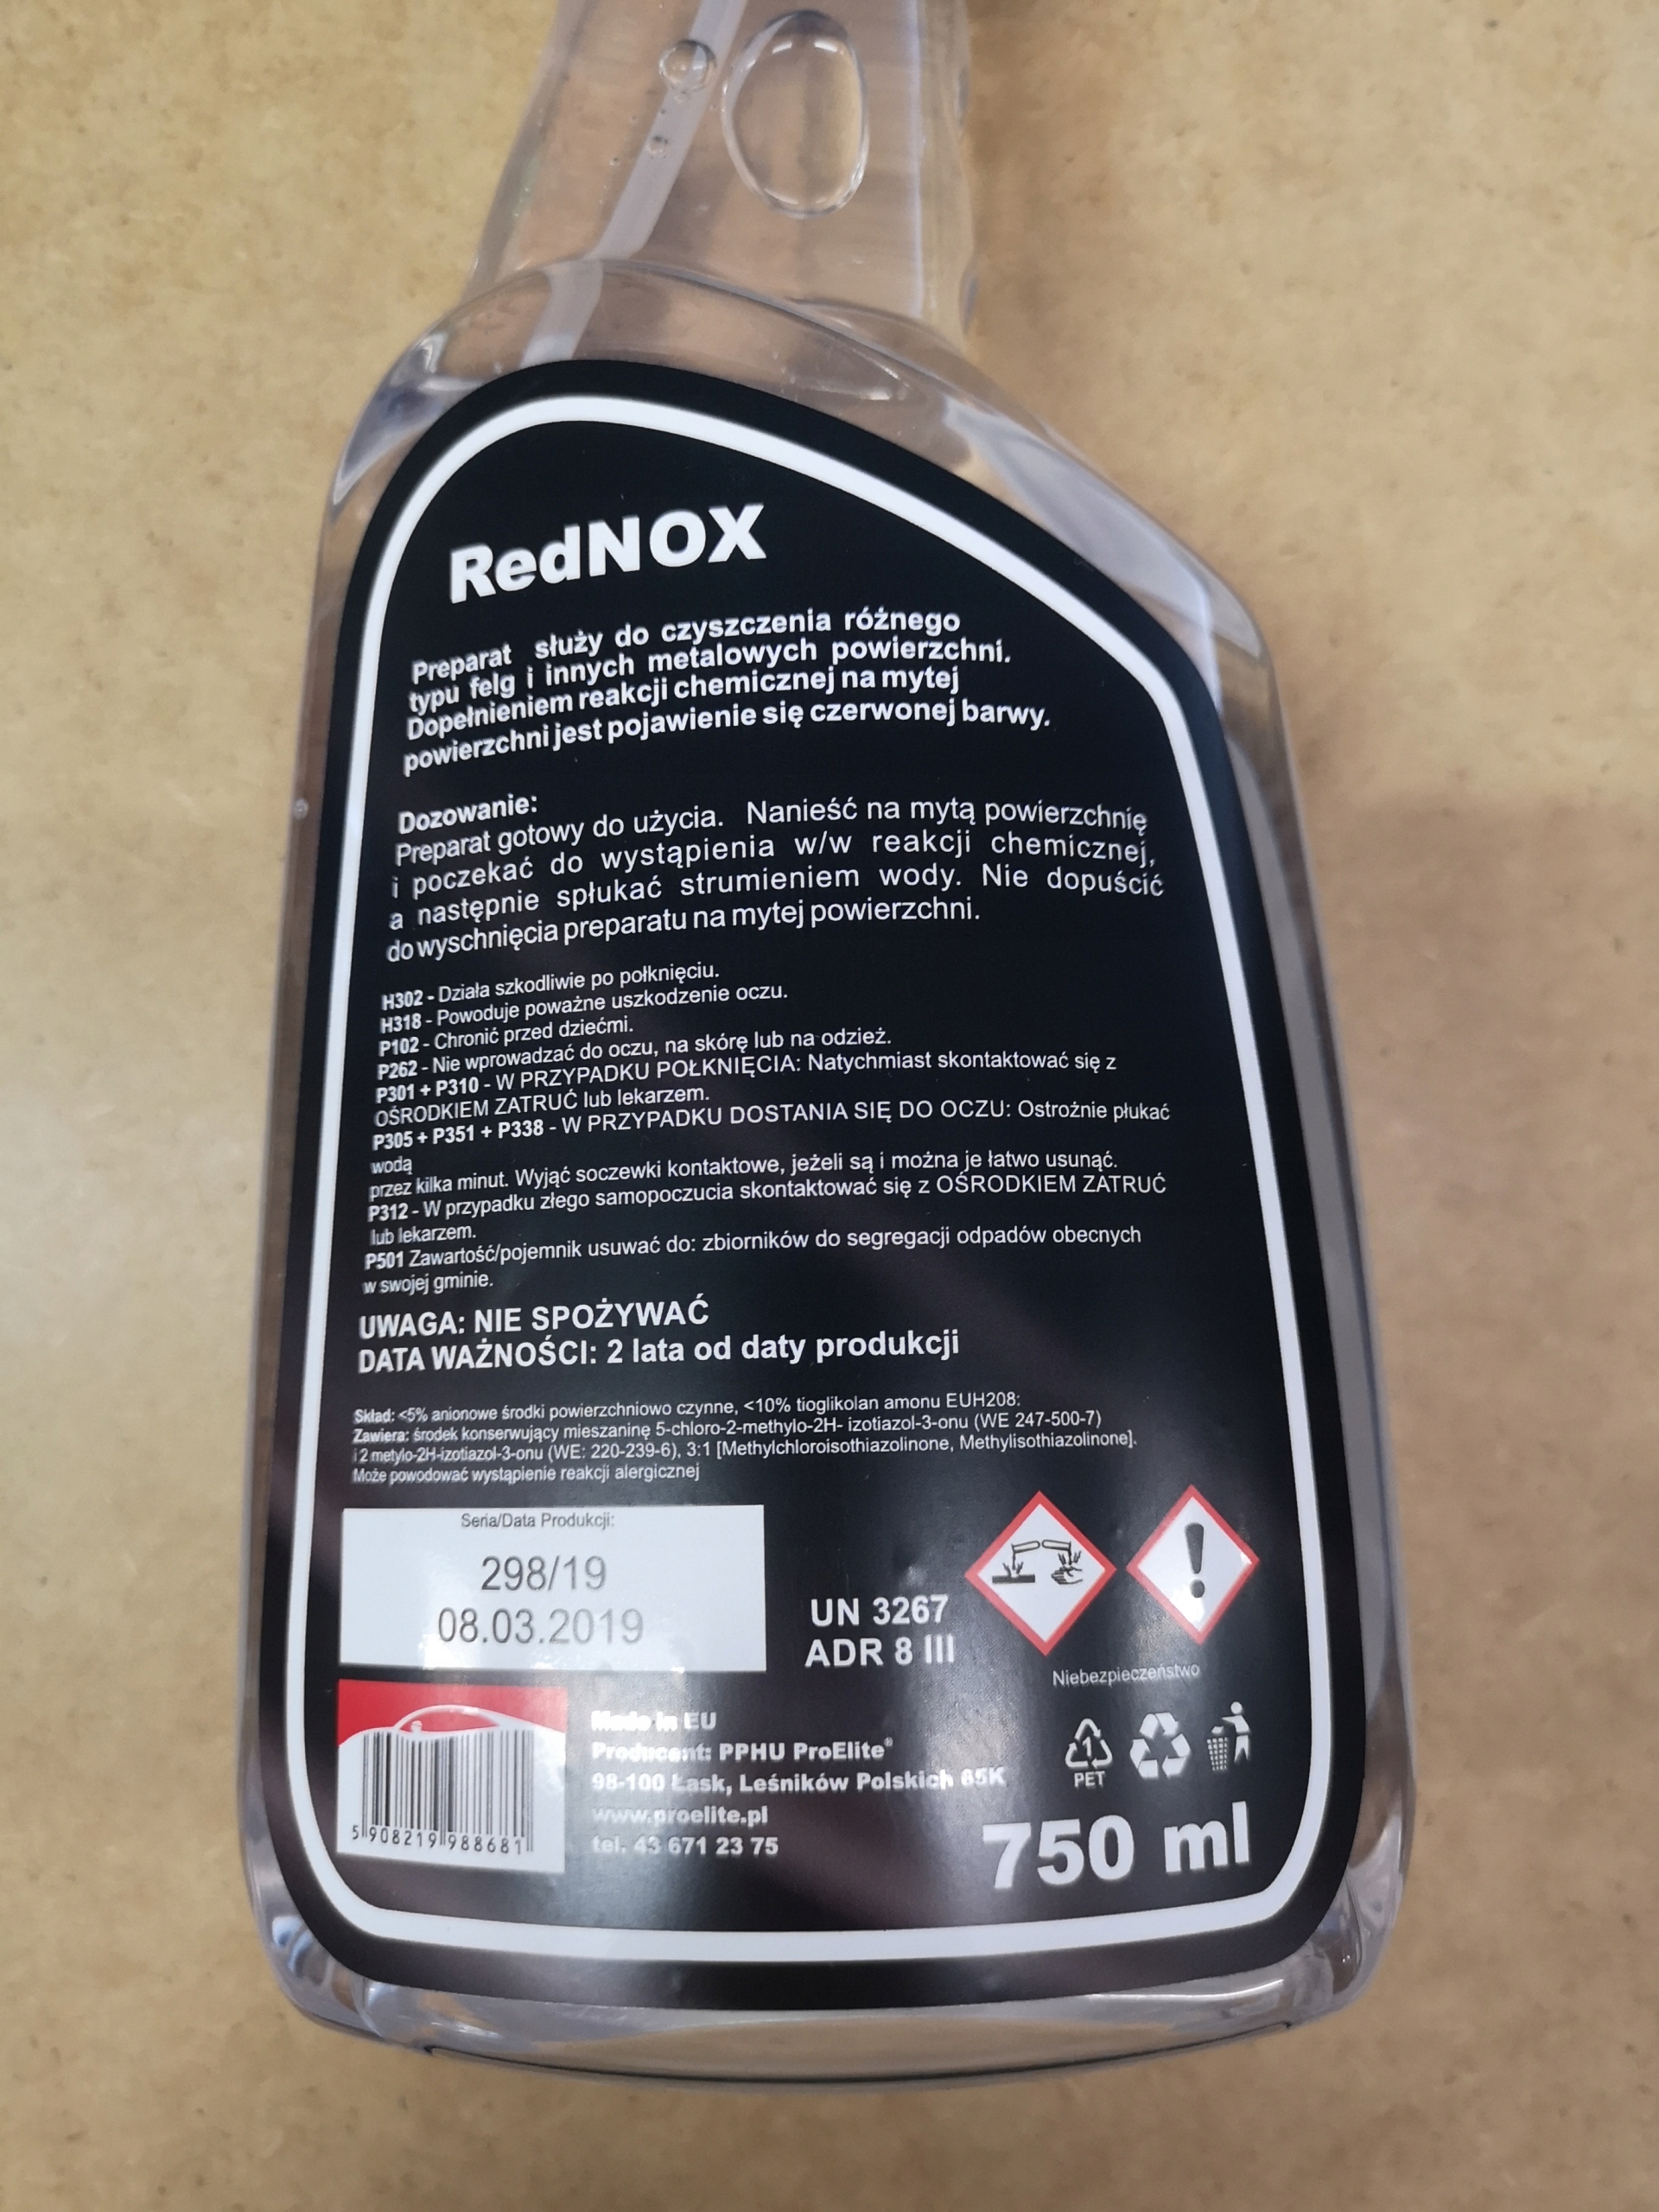 RedNOX
Preparat służy do czyszczenia różnego
typu felg i innych metalowych powierzchni.
Dopełnieniem reakcji chemicznej na mytej
powierzchni jest pojawienie się czerwonej barwy.
Dozowanie:
Preparat gotowy do użycia. Nanieść na mytą powierzchnię
i poczekać do wystąpienia w/w reakcji chemicznej,
a następnie spłukać strumieniem wody. Nie dopuścić
do wyschnięcia preparatu na mytej powierzchni.
H302 - Działa szkodliwie po połknięciu.
H318 - Powoduje poważne uszkodzenie oczu.
P102 - Chronić przed dziećmi.
P262 - Nie wprowadzać do oczu, na skórę lub na odzież.
P301 + P310 - W PRZYPADKU POŁKNIĘCIA: Natychmiast skontaktować się z
OŚRODKIEM ZATRUĆ lub lekarzem.
P305 + P351 + P338 - W PRZYPADKU DOSTANIA SIĘ DO OCZU: Ostrożnie płukać
wodą
przez kilka minut. Wyjąć soczewki kontaktowe, jeżeli są i można je łatwo usunąć.
P312 - W przypadku złego samopoczucia skontaktować się z OŚRODKIEM ZATRUĆ
lub lekarzem.
P501 Zawartość/pojemnik usuwać do: zbiorników do segregacji odpadów obecnych
w swojej gminie.
UWAGA: NIE SPOŻYWAĆ
DATA WAŻNOŚCI: 2 lata od daty produkcji
Skład: <5% anionowe środki powierzchniowo czynne, <10% tioglikolan amonu EUH208:
Zawiera: środek konserwujący mieszaninę 5-chloro-2-methylo-2H- izotiazol-3-onu (WE 247-500-7)
i 2 metylo-2H-izotiazol-3-onu (WE: 220-239-6), 3:1 [Methylchloroisothiazolinone, Methylisothiazolinone].
Może powodować wystąpienie reakcji alergicznej
Seria/Data Produkcji:
298/19
08.03.2019
UN 3267
ADR 8 III
Niebezpieczeństwo
Made in EU
Producent: PPHU ProElite®
98-100 Łask, Leśników Polskich 65K
www.proelite.pl
tel. 43 671 23 75
1
PET
750 ml
5 908219 988681